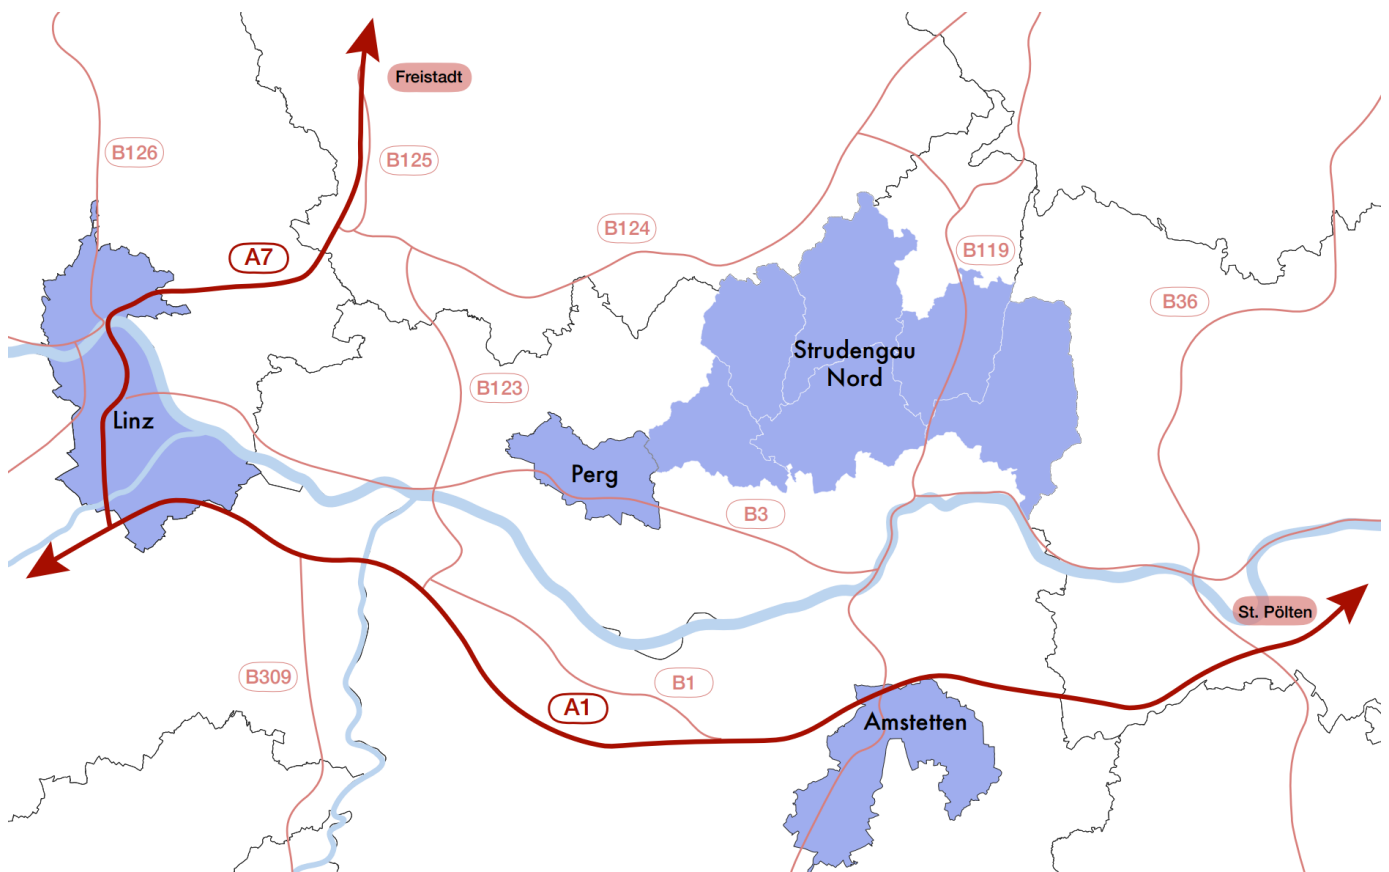 Freistadt
B126
B125
B124
A7
B119
B36
Strudengau
Nord
B123
Linz
Perg
B3
St. Pölten
B309
B1
A1
Amstetten